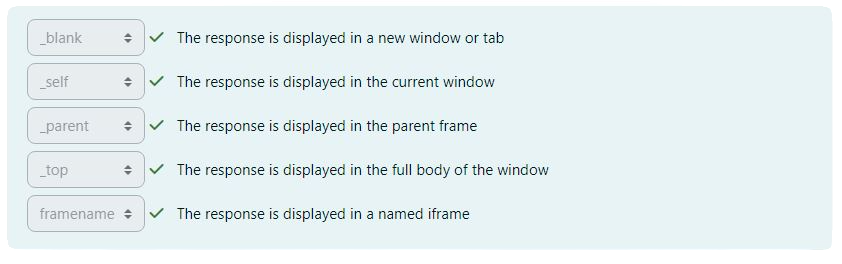 _blank The response is displayed in a new window or tab
_self The response is displayed in the current window
_parent The response is displayed in the parent frame
_top The response is displayed in the full body of the window
framename The response is displayed in a named iframe